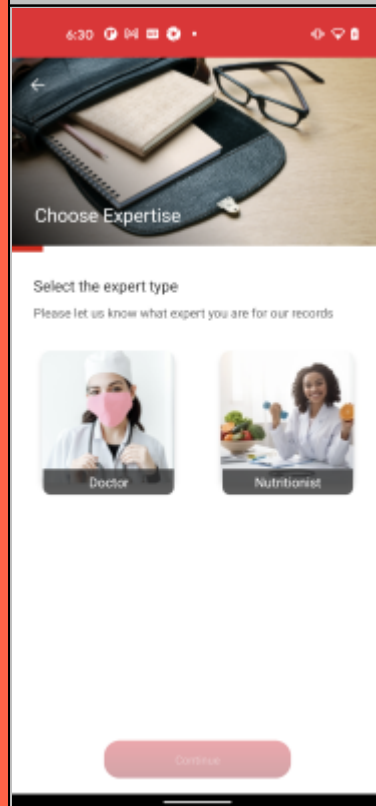 6:30
Choose Expertise
Select the expert type
Please let us know what expert you are for our records
Doctor
Nutritionist
Continue